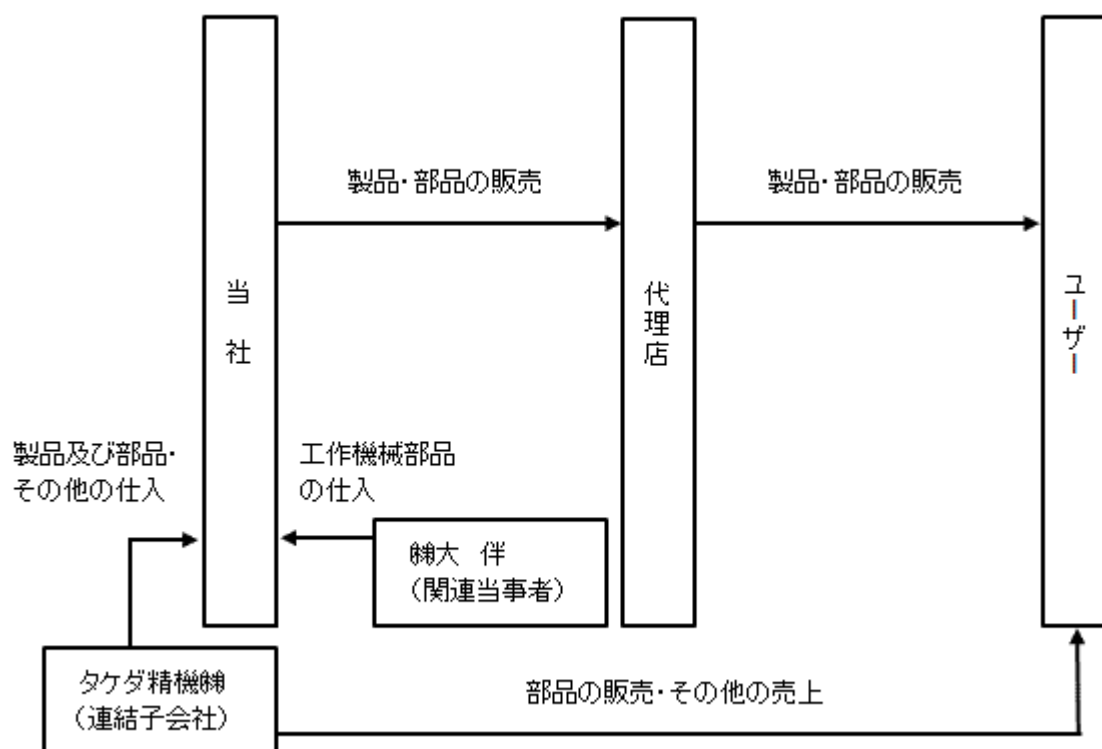 製品・部品の販売
製品・部品の販売
当社
代理店
ユーザー
製品及び部品・
その他の仕入
工作機械部品
の仕入
㈱大 伴
（関連当事者）
タケダ精機㈱
（連結子会社）
部品の販売・その他の売上